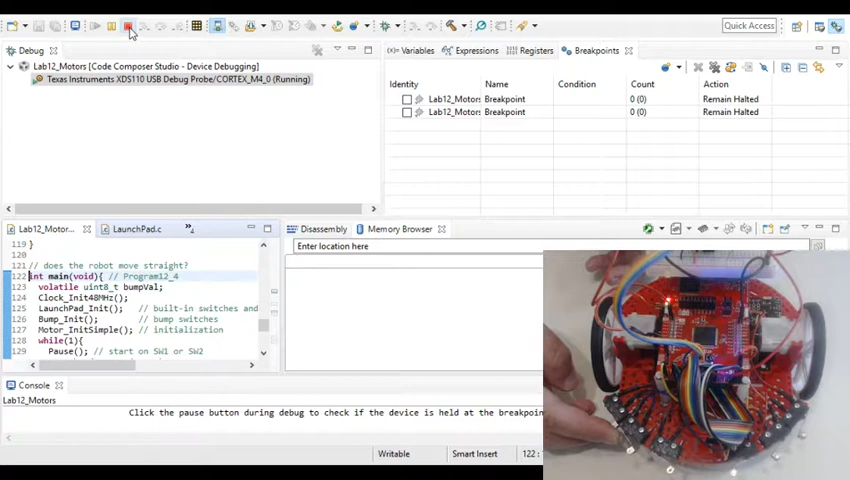 Quick Access
Debug
Lab12_Motors [Code Composer Studio - Device Debugging]
Texas Instruments XDS110 USB Debug Probe/CORTEX_M4_0 (Running)
Variables Expressions Registers Breakpoints
Identity Name Condition Count Action
Lab12_Motors Breakpoint 0 (0) Remain Halted
Lab12_Motors Breakpoint 0 (0) Remain Halted
Lab12_Motor... LaunchPad.c 2
119 }
120
121 // does the robot move straight?
122 int main(void){ // Program12_4
123 volatile uint8_t bumpVal;
124 Clock_Init48MHz();
125 LaunchPad_Init(); // built-in switches and
126 Bump_Init(); // bump switches
127 Motor_InitSimple(); // initialization
128 while(1){
129 Pause(); // start on SW1 or SW2
Disassembly Memory Browser
Enter location here
Console
Lab12_Motors
Click the pause button during debug to check if the device is held at the breakpoin
Writable Smart Insert 122 :